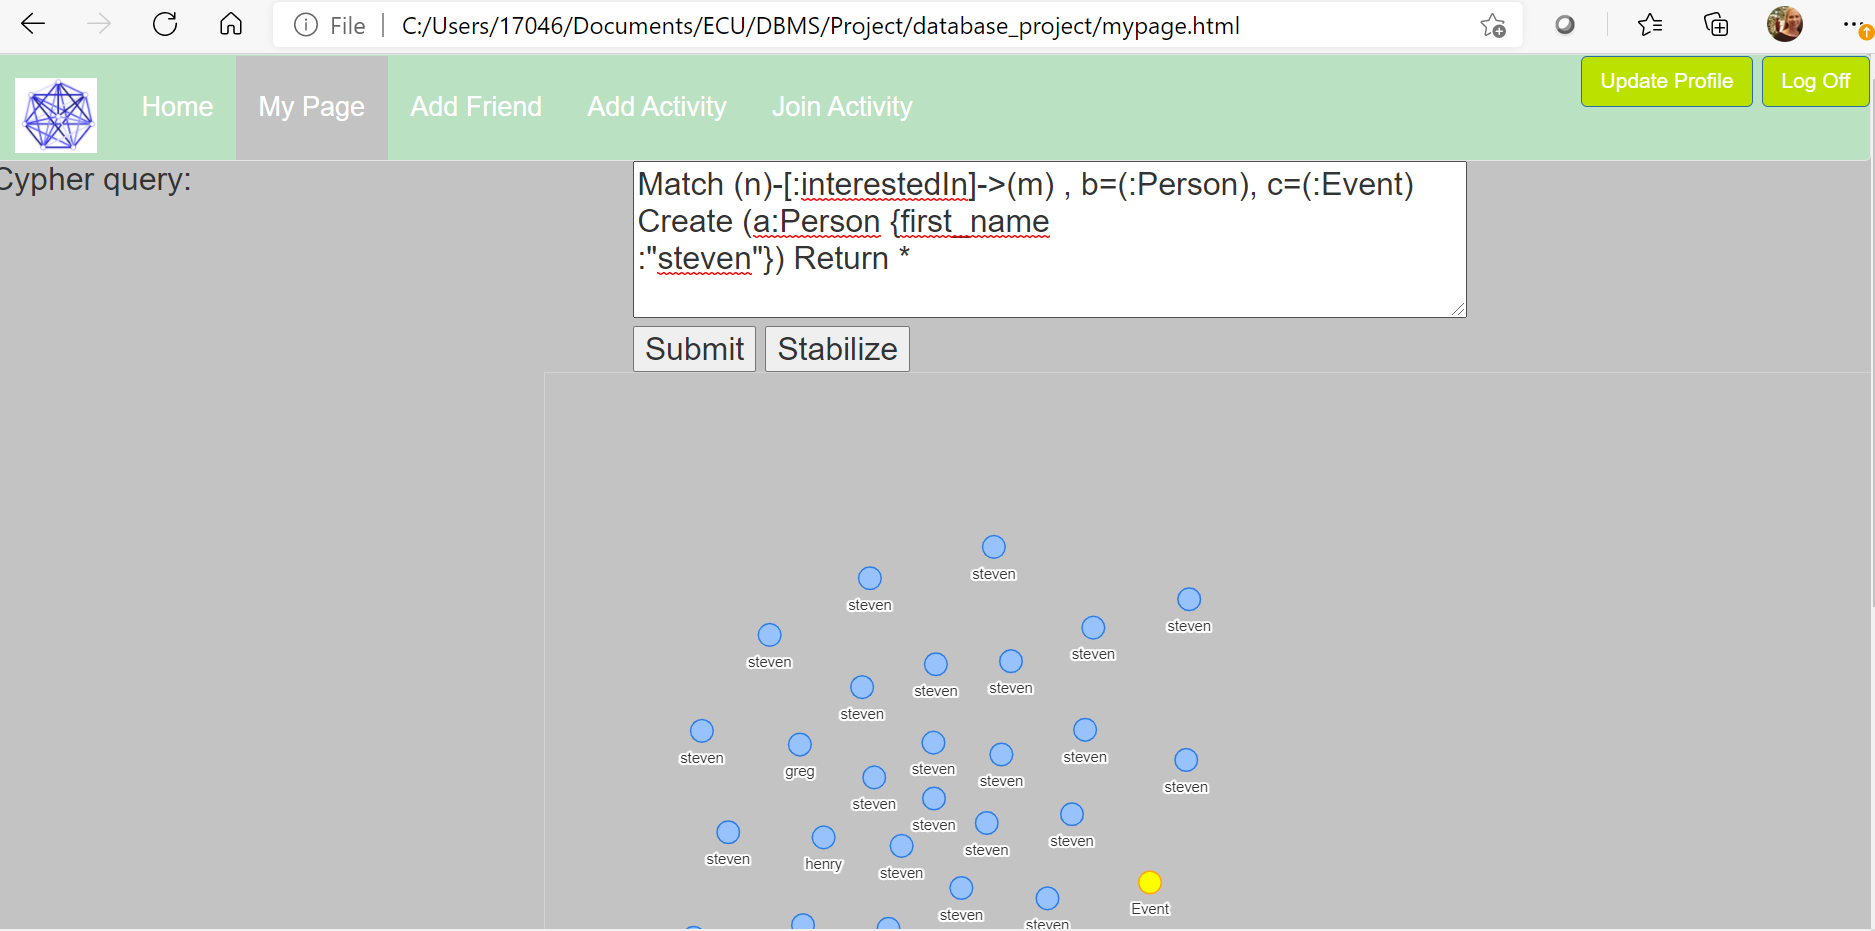 File | C:/Users/17046/Documents/ECU/DBMS/Project/database_project/mypage.html
Home My Page Add Friend Add Activity Join Activity Update Profile Log Off
Cypher query:
Match (n)-[:interestedIn]->(m) , b=(:Person), c=(:Event)
Create (a:Person {first_name
:"steven"}) Return *
Submit Stabilize
steven
steven
steven
steven
steven
steven
steven
steven
steven
steven
greg
steven
steven
steven
steven
steven
steven
steven
steven
steven
henry
steven
steven
steven
Event